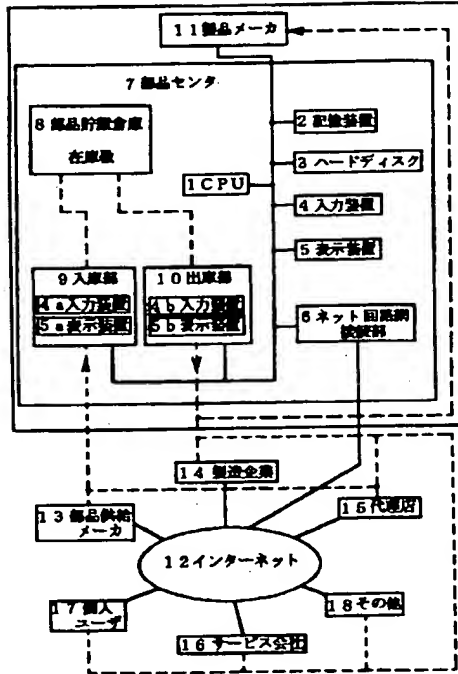 11製品メーカ
7部品センタ
8部品貯蔵倉庫
在庫数
2記憶装置
3ハードディスク
1CPU
4入力装置
5表示装置
9入庫部
4a入力装置
5a表示装置
10出庫部
4b入力装置
5b表示装置
6ネット回路網
接続部
14製造企業
13部品供給
メーカ
15代理店
12インターネット
17個人
ユーザ
18その他
16サービス会社